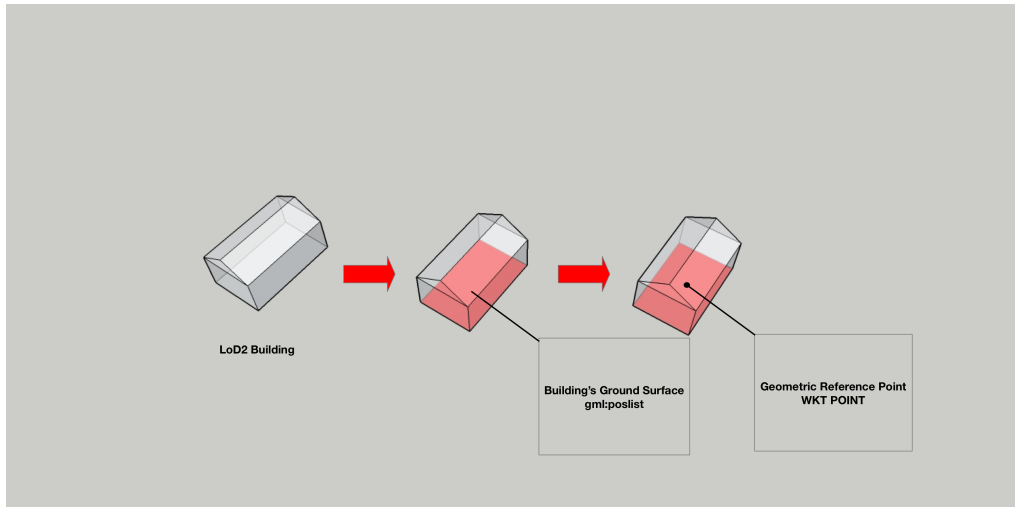 LoD2 Building
Building’s Ground Surface
gml:poslist
Geometric Reference Point
WKT POINT